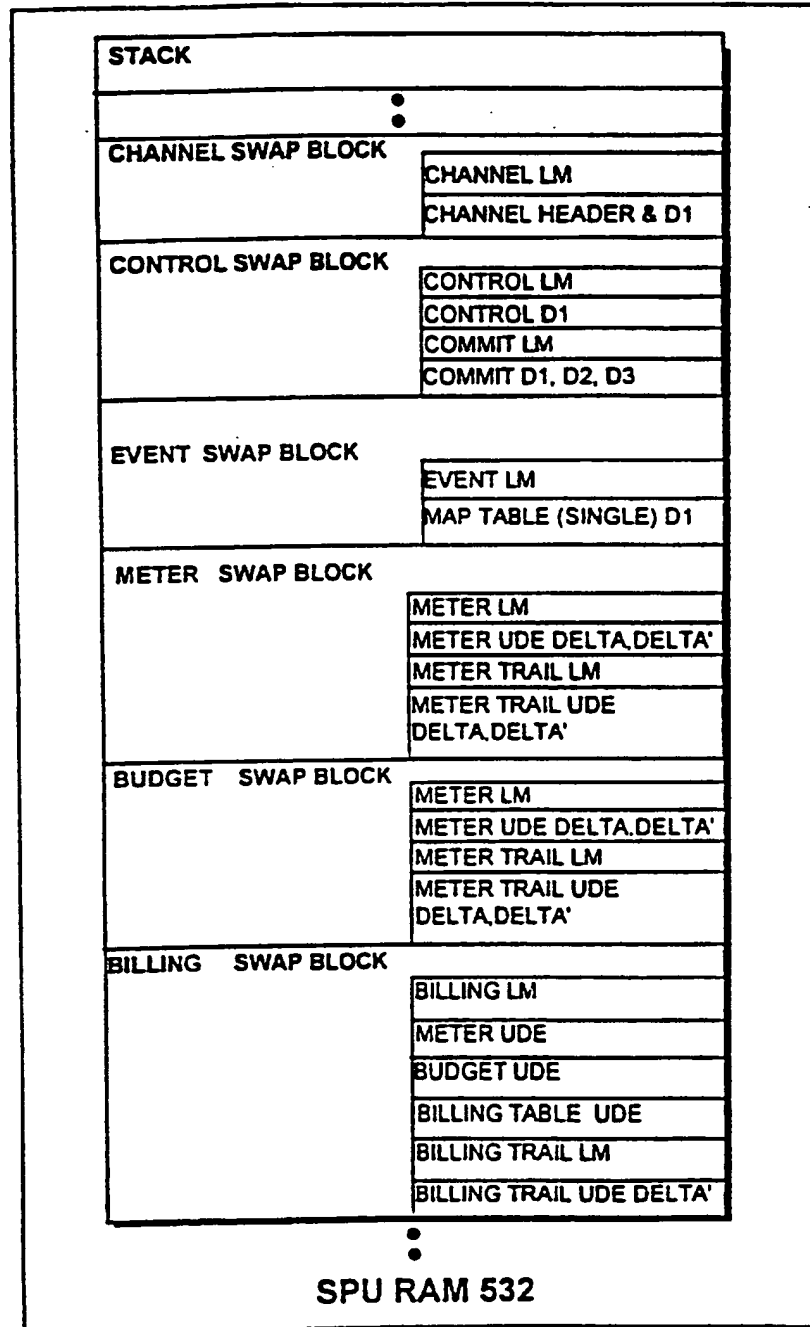 STACK
CHANNEL SWAP BLOCK
CHANNEL LM
CHANNEL HEADER & D1
CONTROL SWAP BLOCK
CONTROL LM
CONTROL D1
COMMIT LM
COMMIT D1, D2, D3
EVENT SWAP BLOCK
EVENT LM
MAP TABLE (SINGLE) D1
METER SWAP BLOCK
METER LM
METER UDE DELTA,DELTA'
METER TRAIL LM
METER TRAIL UDE
DELTA,DELTA'
BUDGET SWAP BLOCK
METER LM
METER UDE DELTA,DELTA'
METER TRAIL LM
METER TRAIL UDE
DELTA,DELTA'
BILLING SWAP BLOCK
BILLING LM
METER UDE
BUDGET UDE
BILLING TABLE UDE
BILLING TRAIL LM
BILLING TRAIL UDE DELTA'
SPU RAM 532